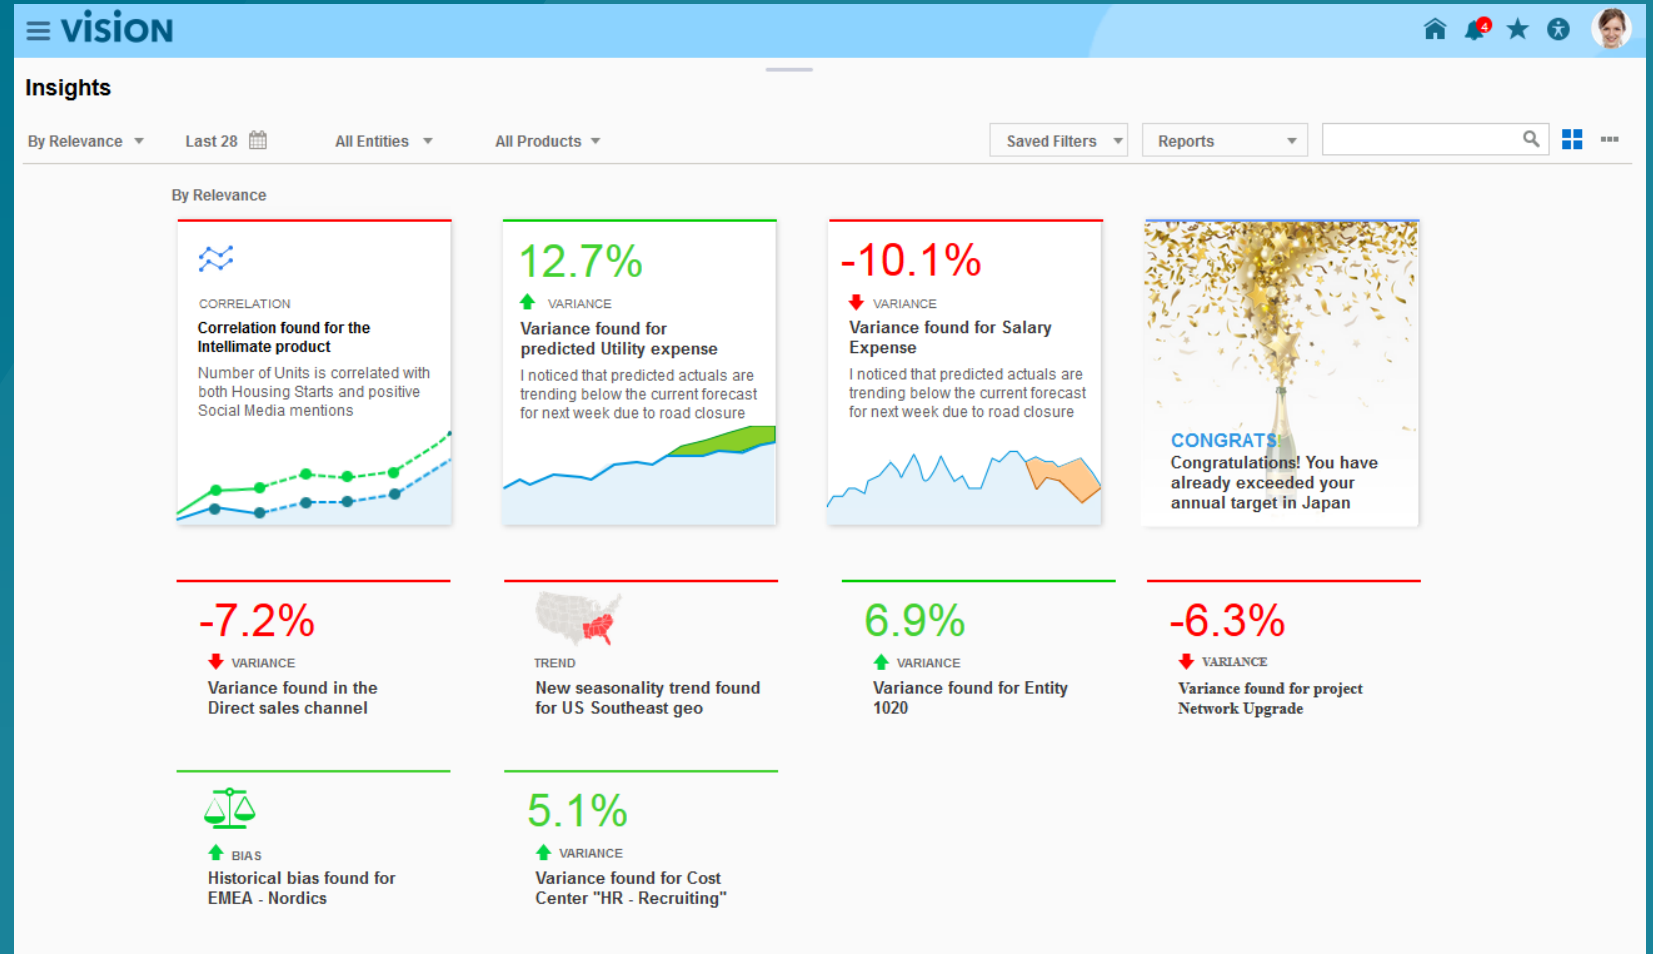 vision
4
Insights
By Relevance
Last 28
All Entities
All Products
Saved Filters
Reports
By Relevance
CORRELATION
Correlation found for the
Intellimate product
Number of Units is correlated with
both Housing Starts and positive
Social Media mentions
12.7%
VARIANCE
Variance found for
predicted Utility expense
I noticed that predicted actuals are
trending below the current forecast
for next week due to road closure
-10.1%
VARIANCE
Variance found for Salary
Expense
I noticed that predicted actuals are
trending below the current forecast
for next week due to road closure
CONGRATS!
Congratulations! You have
already exceeded your
annual target in Japan
-7.2%
VARIANCE
Variance found in the
Direct sales channel
TREND
New seasonality trend found
for US Southeast geo
6.9%
VARIANCE
Variance found for Entity
1020
-6.3%
VARIANCE
Variance found for project
Network Upgrade
BIAS
Historical bias found for
EMEA - Nordics
5.1%
VARIANCE
Variance found for Cost
Center "HR - Recruiting"